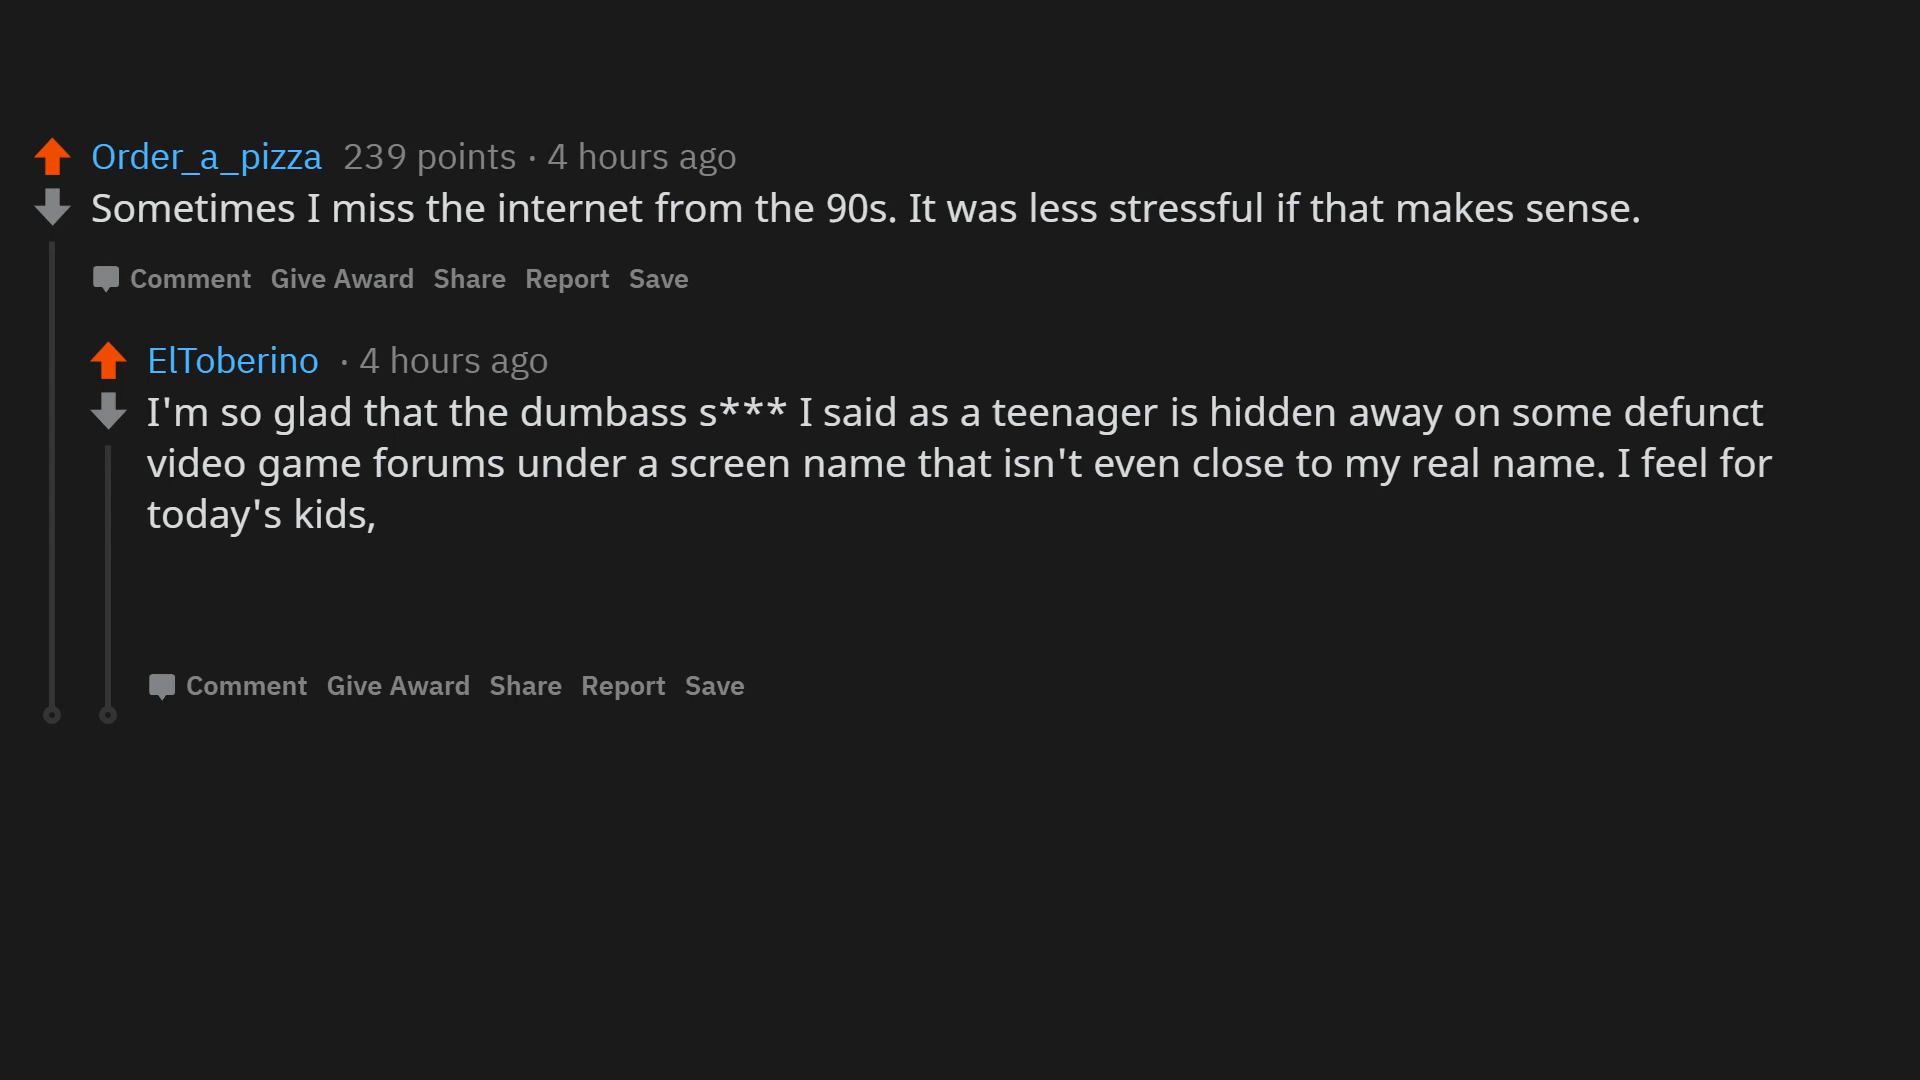 Order_a_pizza 239 points · 4 hours ago
Sometimes I miss the internet from the 90s. It was less stressful if that makes sense.
Comment Give Award Share Report Save
ElToberino · 4 hours ago
I'm so glad that the dumbass s*** I said as a teenager is hidden away on some defunct
video game forums under a screen name that isn't even close to my real name. I feel for
today's kids,
Comment Give Award Share Report Save